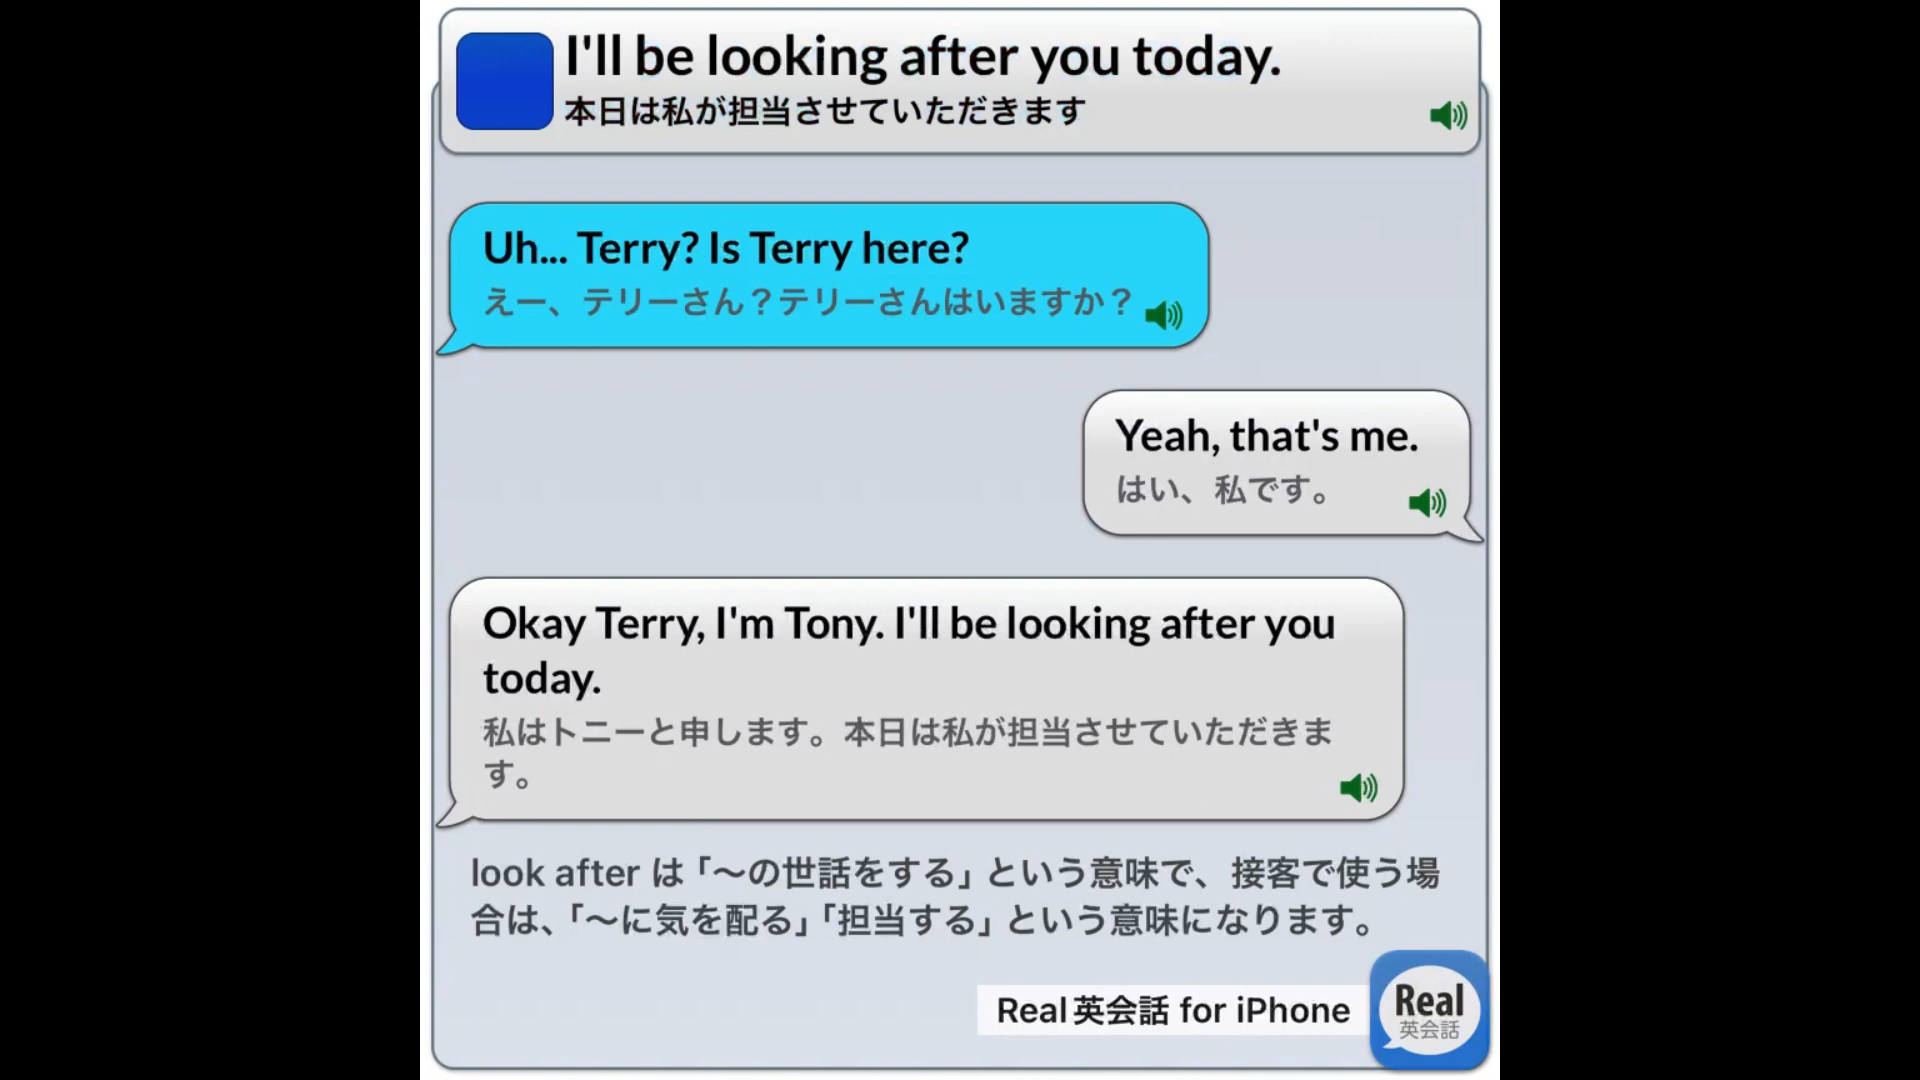 I'll be looking after you today.
本日は私が担当させていただきます
Uh... Terry? Is Terry here?
えー、テリーさん？テリーさんはいますか？
Yeah, that's me.
はい、私です。
Okay Terry, I'm Tony. I'll be looking after you
today.
私はトニーと申します。本日は私が担当させていただきま
す。
look after は「〜の世話をする」という意味で、接客で使う場
合は、「〜に気を配る」「担当する」という意味になります。
Real英会話 for iPhone
Real
英会話